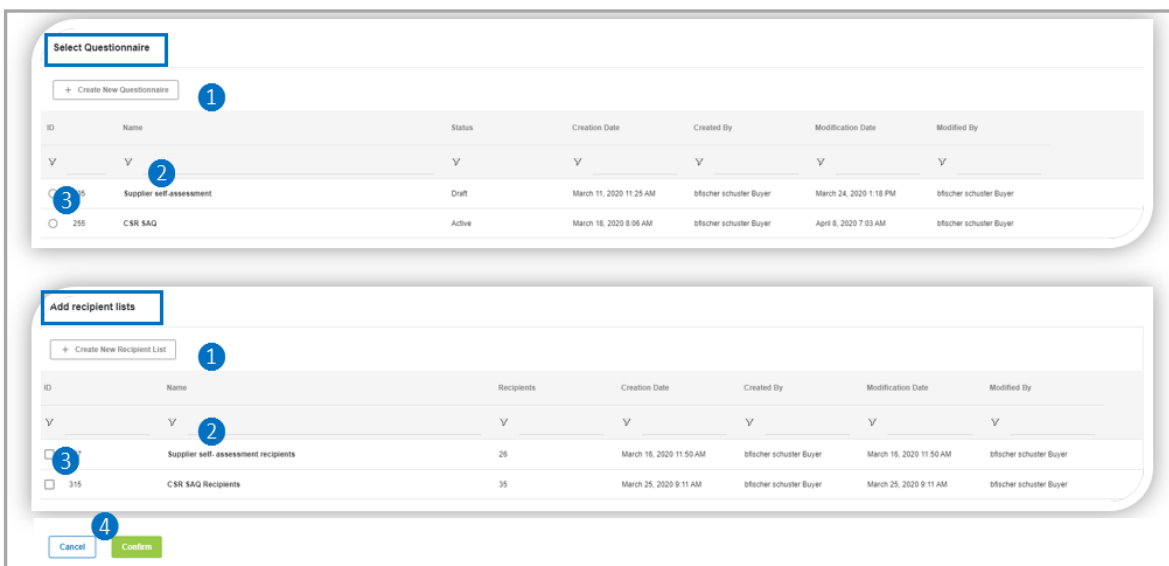 Select Questionnaire
+ Create New Questionnaire
1
ID Name Status Creation Date Created By Modification Date Modified By
2
3 Supplier self-assessment Draft March 11, 2020 11:25 AM bfischer schuster Buyer March 24, 2020 1:18 PM bfischer schuster Buyer
255 CSR SAQ Active March 18, 2020 8:06 AM bfischer schuster Buyer April 8, 2020 7:03 AM bfischer schuster Buyer
Add recipient lists
+ Create New Recipient List
1
ID Name Recipients Creation Date Created By Modification Date Modified By
2
3 Supplier self- assessment recipients 26 March 16, 2020 11:50 AM bfischer schuster Buyer March 16, 2020 11:50 AM bfischer schuster Buyer
315 CSR SAQ Recipients 35 March 25, 2020 9:11 AM bfischer schuster Buyer March 25, 2020 9:11 AM bfischer schuster Buyer
4
Cancel Confirm